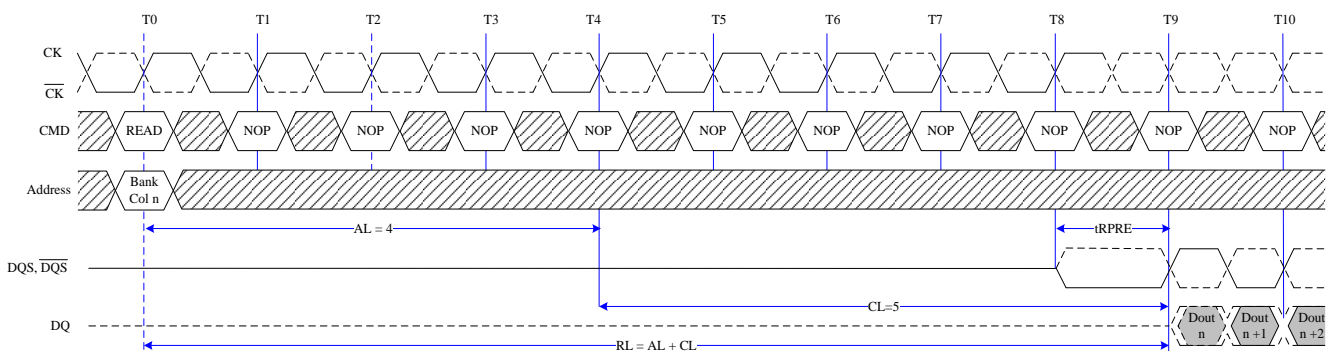 T0 T1 T2 T3 T4 T5 T6 T7 T8 T9 T10
CK
C̅K̅
CMD READ NOP NOP NOP NOP NOP NOP NOP NOP NOP NOP
Address Bank Col n
AL = 4 tRPRE
DQS, D̅Q̅S̅
CL=5
DQ Dout n Dout n +1 Dout n +2
RL = AL + CL